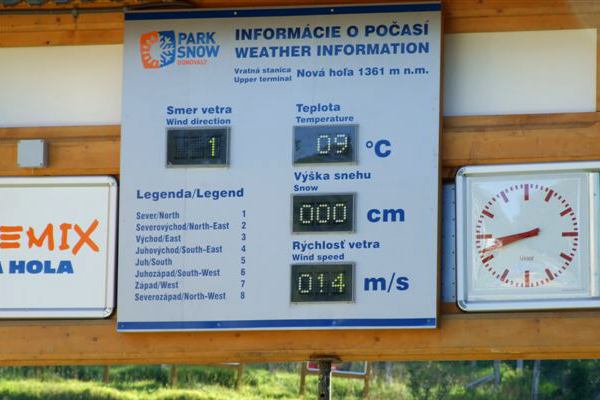 PARK
SNOW
DONOVALY
INFORMÁCIE O POČASÍ
WEATHER INFORMATION
Vratná stanica
Upper terminal
Nová hoľa 1361 m n.m.
Smer vetra
Wind direction
1
Teplota
Temperature
09 °C
Výška snehu
Snow
000 cm
Rýchlosť vetra
Wind speed
014 m/s
Legenda/Legend
Sever/North 1
Severovýchod/North-East 2
Východ/East 3
Juhovýchod/South-East 4
Juh/South 5
Juhozápad/South-West 6
Západ/West 7
Severozápad/North-West 8
EMIX
A HOLA